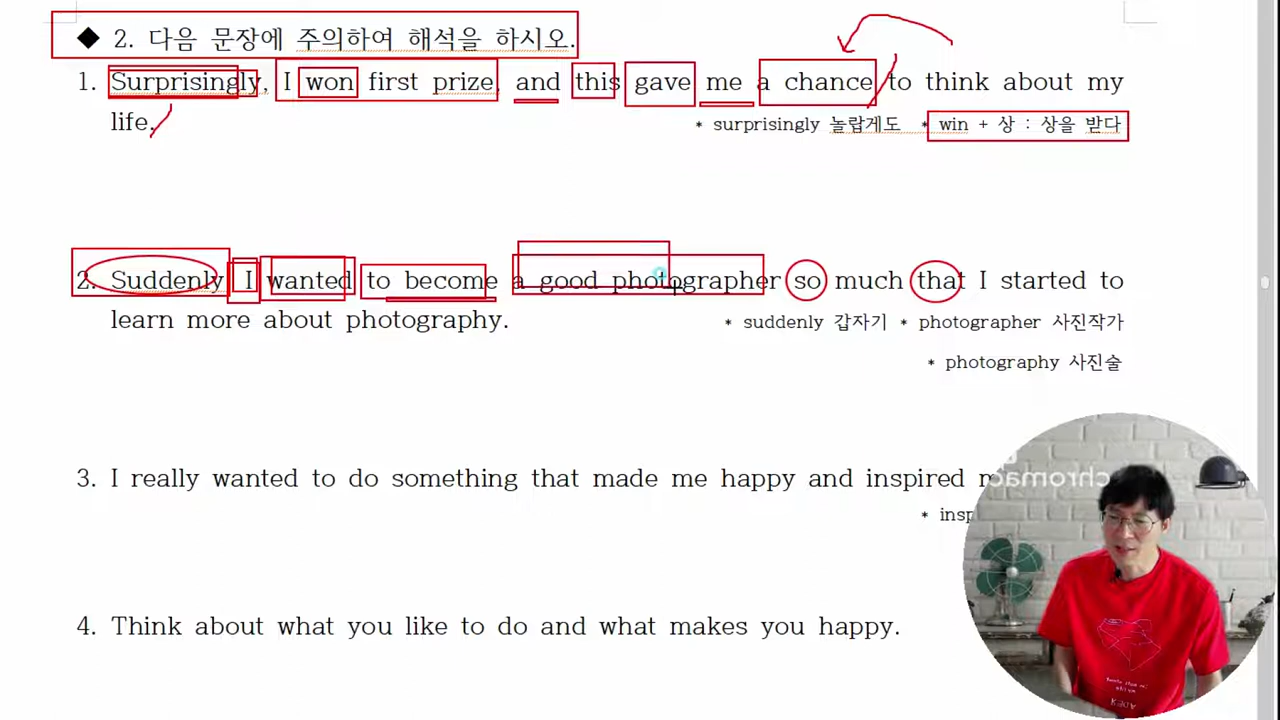 ◆ 2. 다음 문장에 주의하여 해석을 하시오.
1. Surprisingly, I won first prize, and this gave me a chance to think about my
life.
* surprisingly 놀랍게도 * win + 상 : 상을 받다
2. Suddenly I wanted to become a good photographer so much that I started to
learn more about photography.
* suddenly 갑자기 * photographer 사진작가
* photography 사진술
3. I really wanted to do something that made me happy and inspired
4. Think about what you like to do and what makes you happy.